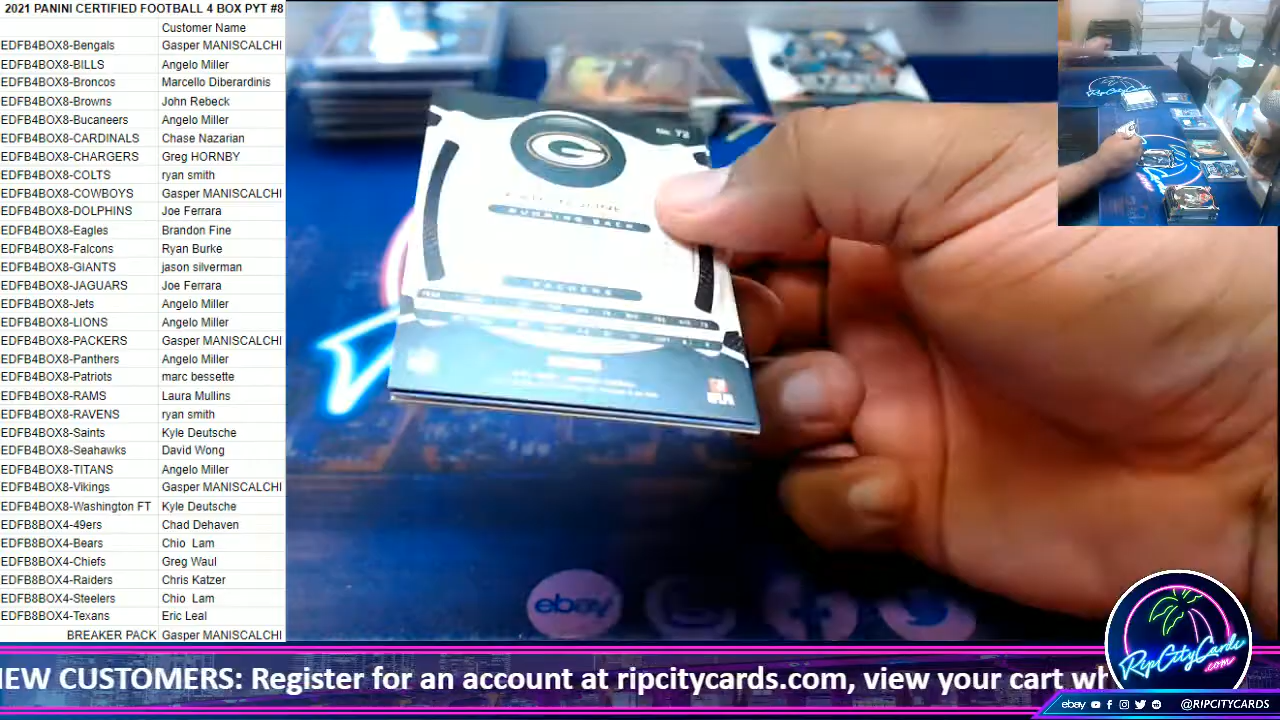 2021 PANINI CERTIFIED FOOTBALL 4 BOX PYT #8
Customer Name
EDFB4BOX8-Bengals Gasper MANISCALCHI
EDFB4BOX8-BILLS Angelo Miller
EDFB4BOX8-Broncos Marcello Diberardinis
EDFB4BOX8-Browns John Rebeck
EDFB4BOX8-Bucaneers Angelo Miller
EDFB4BOX8-CARDINALS Chase Nazarian
EDFB4BOX8-CHARGERS Greg HORNBY
EDFB4BOX8-COLTS ryan smith
EDFB4BOX8-COWBOYS Gasper MANISCALCHI
EDFB4BOX8-DOLPHINS Joe Ferrara
EDFB4BOX8-Eagles Brandon Fine
EDFB4BOX8-Falcons Ryan Burke
EDFB4BOX8-GIANTS jason silverman
EDFB4BOX8-JAGUARS Joe Ferrara
EDFB4BOX8-Jets Angelo Miller
EDFB4BOX8-LIONS Angelo Miller
EDFB4BOX8-PACKERS Gasper MANISCALCHI
EDFB4BOX8-Panthers Angelo Miller
EDFB4BOX8-Patriots marc bessette
EDFB4BOX8-RAMS Laura Mullins
EDFB4BOX8-RAVENS ryan smith
EDFB4BOX8-Saints Kyle Deutsche
EDFB4BOX8-Seahawks David Wong
EDFB4BOX8-TITANS Angelo Miller
EDFB4BOX8-Vikings Gasper MANISCALCHI
EDFB4BOX8-Washington FT Kyle Deutsche
EDFB8BOX4-49ers Chad Dehaven
EDFB8BOX4-Bears Chio Lam
EDFB8BOX4-Chiefs Greg Waul
EDFB8BOX4-Raiders Chris Katzer
EDFB8BOX4-Steelers Chio Lam
EDFB8BOX4-Texans Eric Leal
BREAKER PACK Gasper MANISCALCHI
G
RUNNING BACK
PACKERS
ebay
RipCityCards
.com
EW CUSTOMERS: Register for an account at ripcitycards.com, view your cart wh
ebay @RIPCITYCARDS